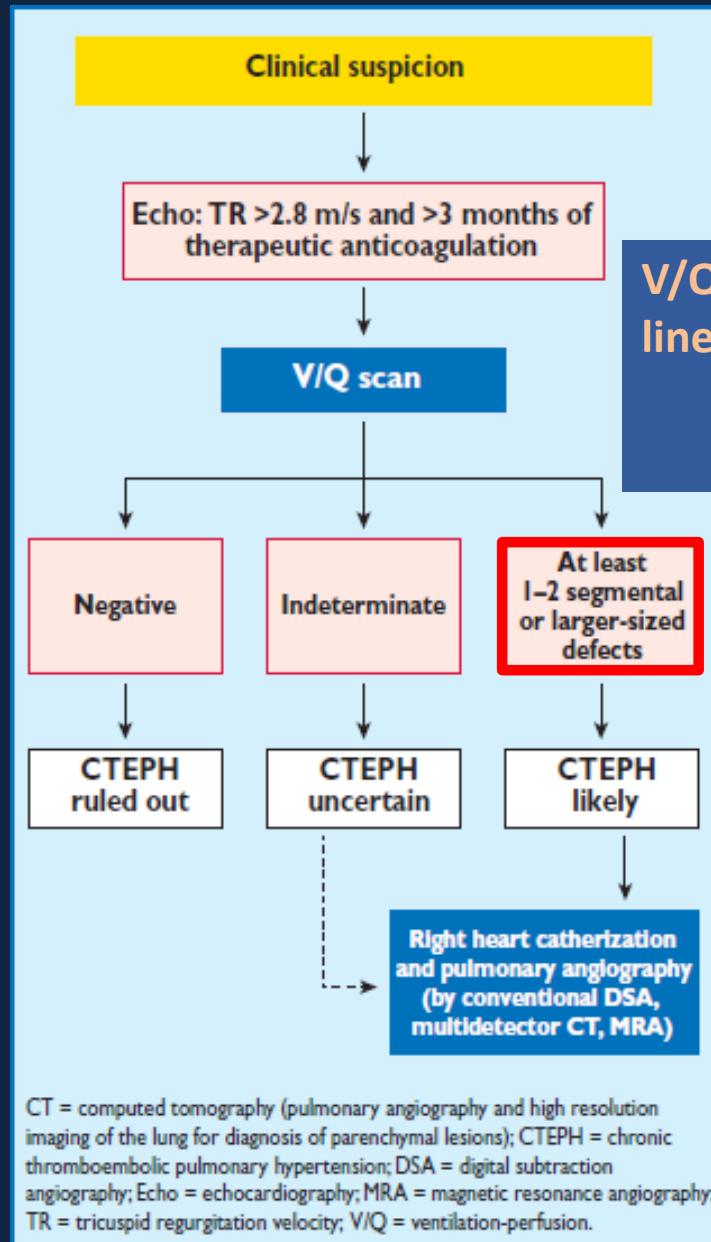 Clinical suspicion
Echo: TR >2.8 m/s and >3 months of
therapeutic anticoagulation
V/Q scan
line
Negative
Indeterminate
At least
1–2 segmental
or larger-sized
defects
CTEPH
ruled out
CTEPH
uncertain
CTEPH
likely
Right heart catherization
and pulmonary angiography
(by conventional DSA,
multidetector CT, MRA)
CT = computed tomography (pulmonary angiography and high resolution
imaging of the lung for diagnosis of parenchymal lesions); CTEPH = chronic
thromboembolic pulmonary hypertension; DSA = digital subtraction
angiography; Echo = echocardiography; MRA = magnetic resonance angiography;
TR = tricuspid regurgitation velocity; V/Q = ventilation-perfusion.